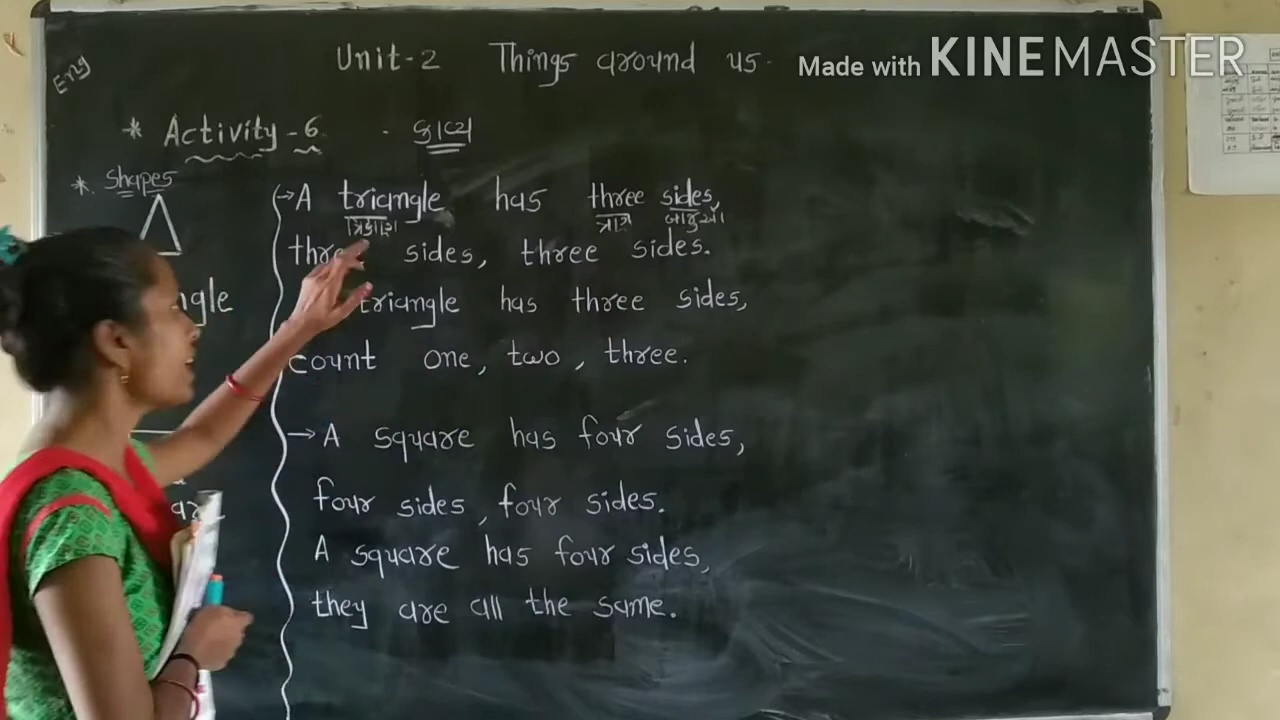 Made with KINEMASTER
Eng
Unit-2 Things around us.
* Activity-6 . કાવ્ય
* Shapes
→ A triangle has three sides,
ત્રિકોણ ત્રણ બાજુઓ
three sides, three sides.
triangle has three sides,
count one, two, three.
→ A square has four sides,
four sides, four sides.
A square has four sides,
they are all the same.